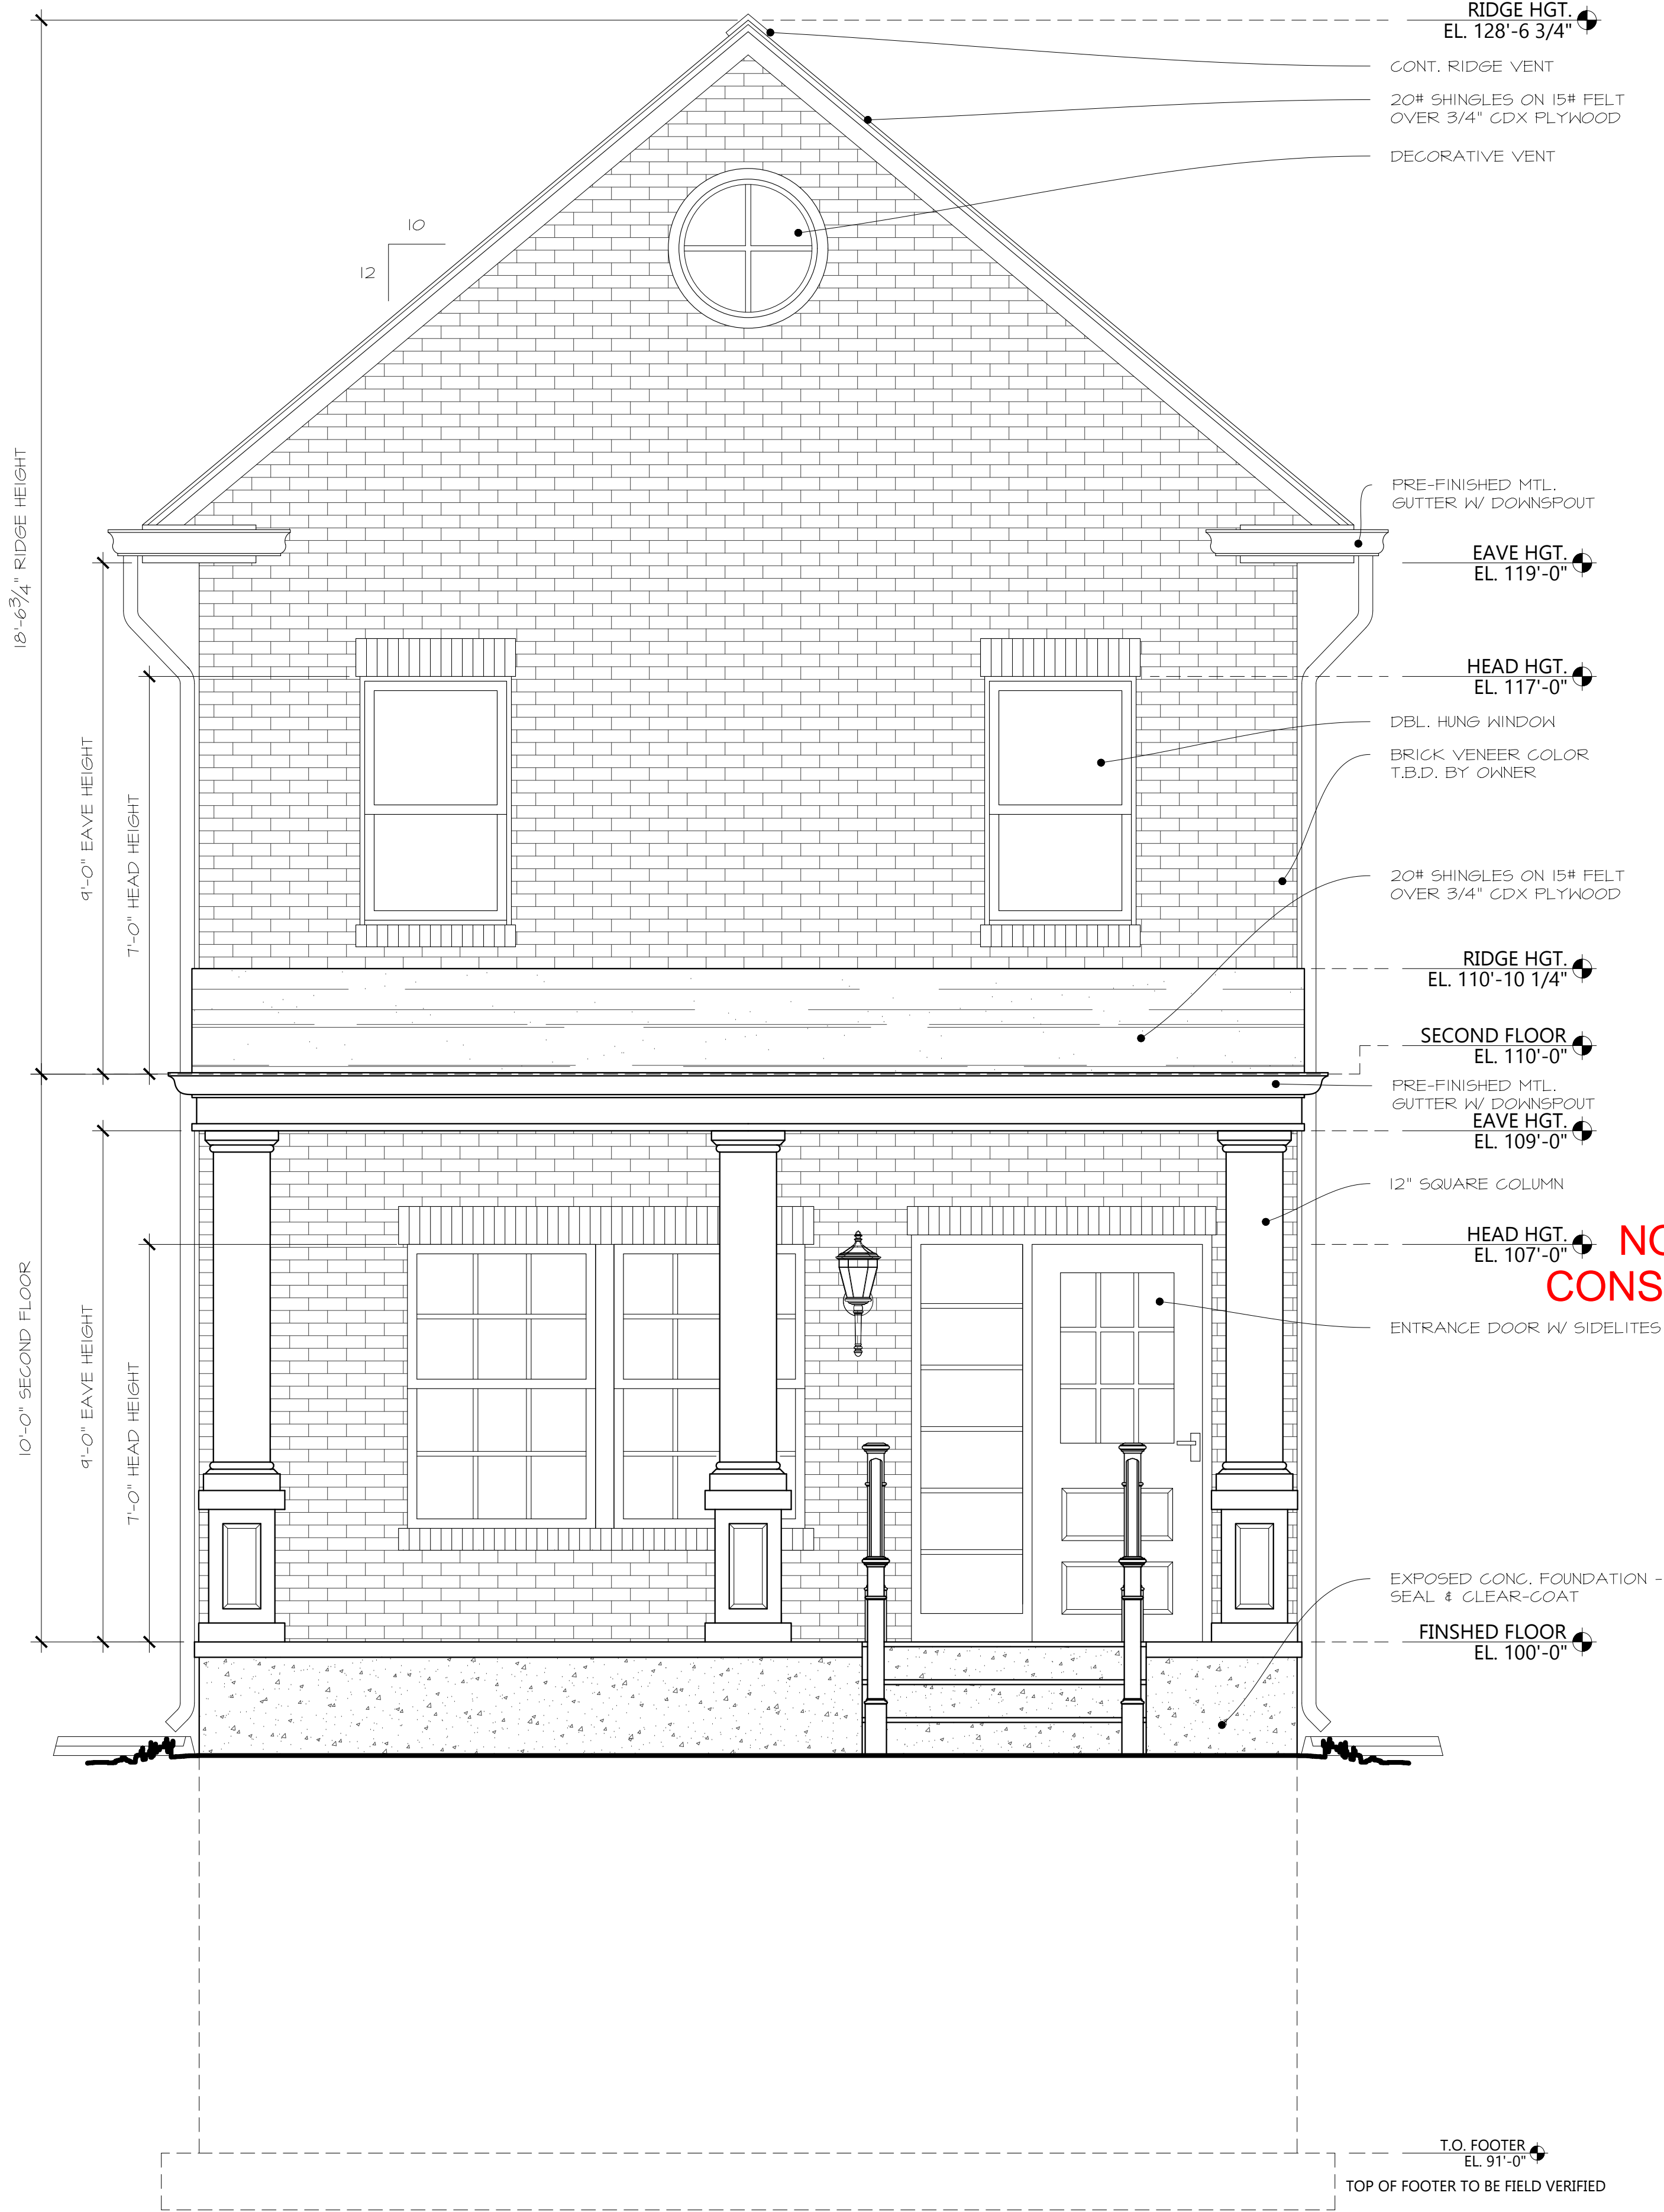 RIDGE HGT.
EL. 128'-6 3/4"
CONT. RIDGE VENT
20# SHINGLES ON 15# FELT
OVER 3/4" CDX PLYWOOD
DECORATIVE VENT
10
12
PRE-FINISHED MTL.
GUTTER W/ DOWNSPOUT
EAVE HGT.
EL. 119'-0"
HEAD HGT.
EL. 117'-0"
DBL. HUNG WINDOW
BRICK VENEER COLOR
T.B.D. BY OWNER
20# SHINGLES ON 15# FELT
OVER 3/4" CDX PLYWOOD
RIDGE HGT.
EL. 110'-10 1/4"
SECOND FLOOR
EL. 110'-0"
PRE-FINISHED MTL.
GUTTER W/ DOWNSPOUT
EAVE HGT.
EL. 109'-0"
12" SQUARE COLUMN
HEAD HGT.
EL. 107'-0"
NO
CONS
ENTRANCE DOOR W/ SIDELITES
EXPOSED CONC. FOUNDATION -
SEAL & CLEAR-COAT
FINSHED FLOOR
EL. 100'-0"
T.O. FOOTER
EL. 91'-0"
TOP OF FOOTER TO BE FIELD VERIFIED
18'-6 3/4" RIDGE HEIGHT
9'-0" EAVE HEIGHT
7'-0" HEAD HEIGHT
10'-0" SECOND FLOOR
9'-0" EAVE HEIGHT
7'-0" HEAD HEIGHT